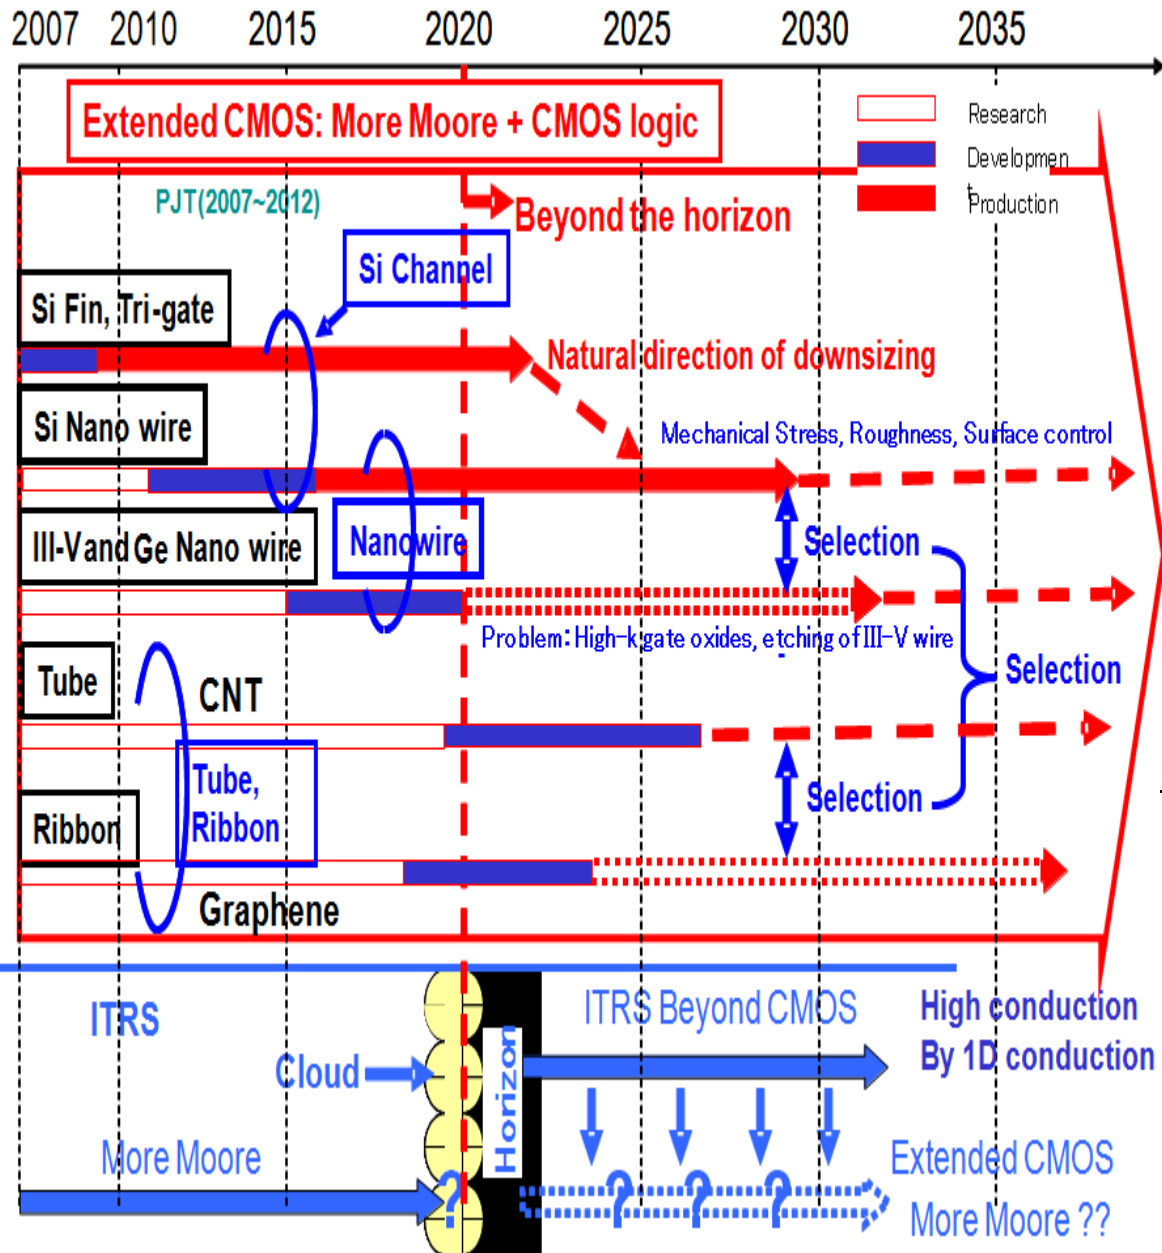 2007 2010 2015 2020 2025 2030 2035
Extended CMOS: More Moore + CMOS logic
Research
Developmen
t
Production
PJT(2007~2012)
Beyond the horizon
Si Channel
Si Fin, Tri-gate
Natural direction of downsizing
Si Nano wire
Mechanical Stress, Roughness, Surface control
III-V and Ge Nano wire
Nanowire
Selection
Problem: High-k gate oxides, etching of III-V wire
Selection
Tube
CNT
Tube,
Ribbon
Selection
Ribbon
Graphene
ITRS
ITRS Beyond CMOS
High conduction
By 1D conduction
Cloud
Horizon
More Moore
?
? ? ?
Extended CMOS
More Moore ??